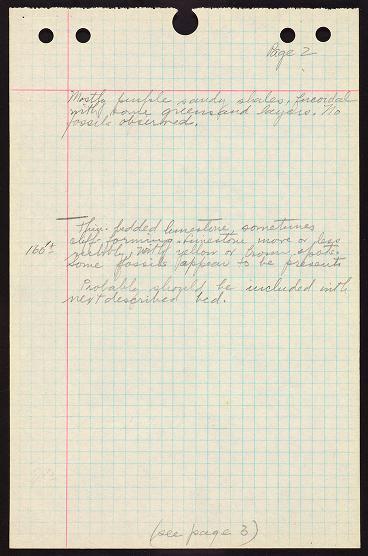 Page 2
Mostly purple sandy shales, fucoidal
with some greensand layers. No
fossils observed.
Thin-bedded limestone, sometimes
cliff forming. Limestone more or less
166'± nubbly, with yellow or brown spots.
Some fossils appear to be present.
Probably should be included with
next described bed.
(see page 3)